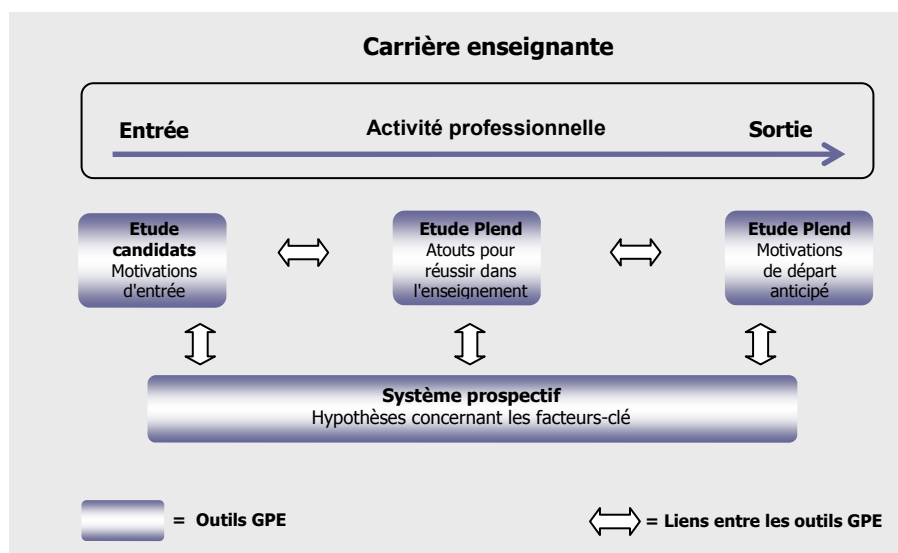 Carrière enseignante
Entrée
Activité professionnelle
Sortie
Etude
candidats
Motivations
d'entrée
Etude Plend
Atouts pour
réussir dans
l'enseignement
Etude Plend
Motivations
de départ
anticipé
Système prospectif
Hypothèses concernant les facteurs-clé
= Outils GPE
= Liens entre les outils GPE